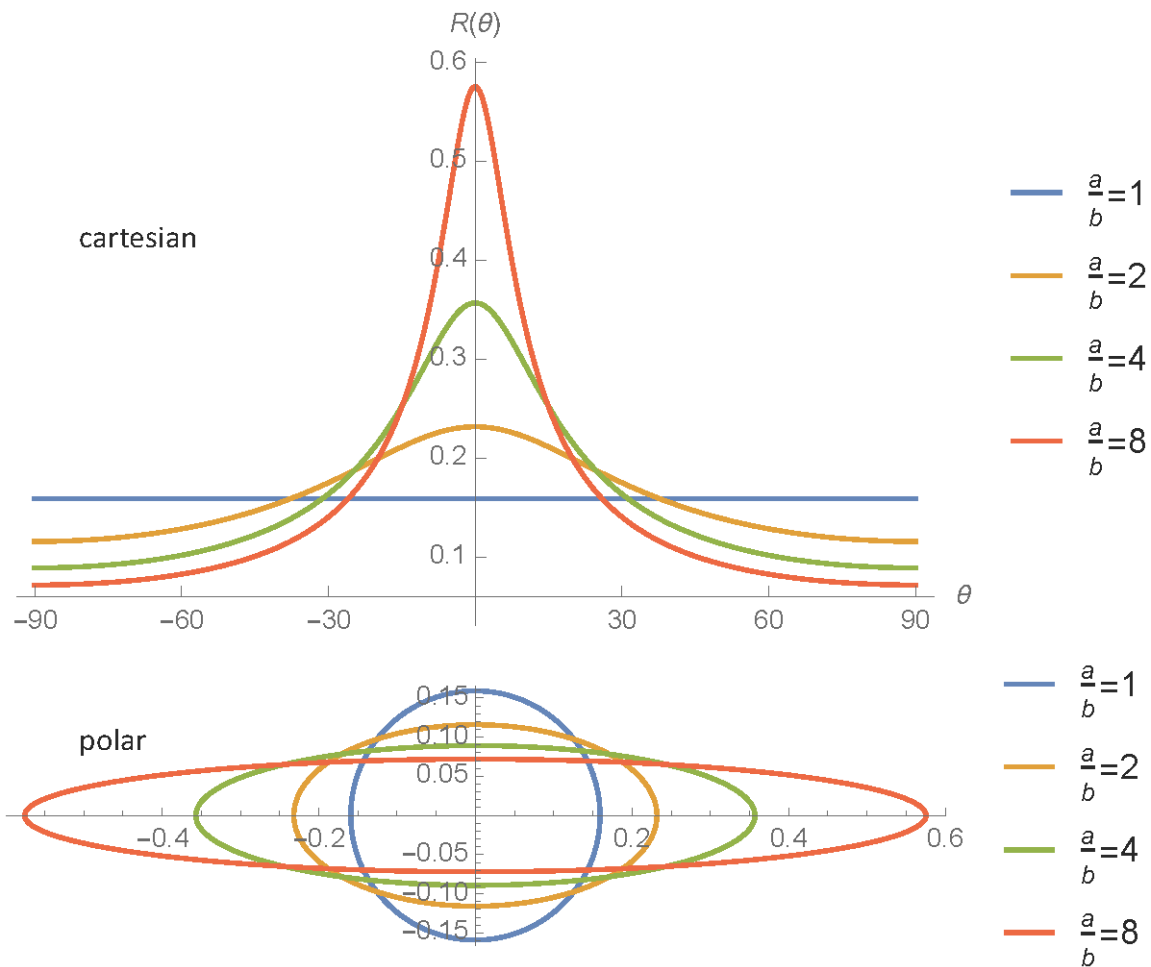 R(θ)
0.6
0.5
0.4
0.3
0.2
0.1
cartesian
−90
−60
−30
30
60
90
θ
a/b=1
a/b=2
a/b=4
a/b=8
polar
0.15
0.10
0.05
−0.4
−0.2
0.2
0.4
0.6
−0.05
−0.10
−0.15
a/b=1
a/b=2
a/b=4
a/b=8